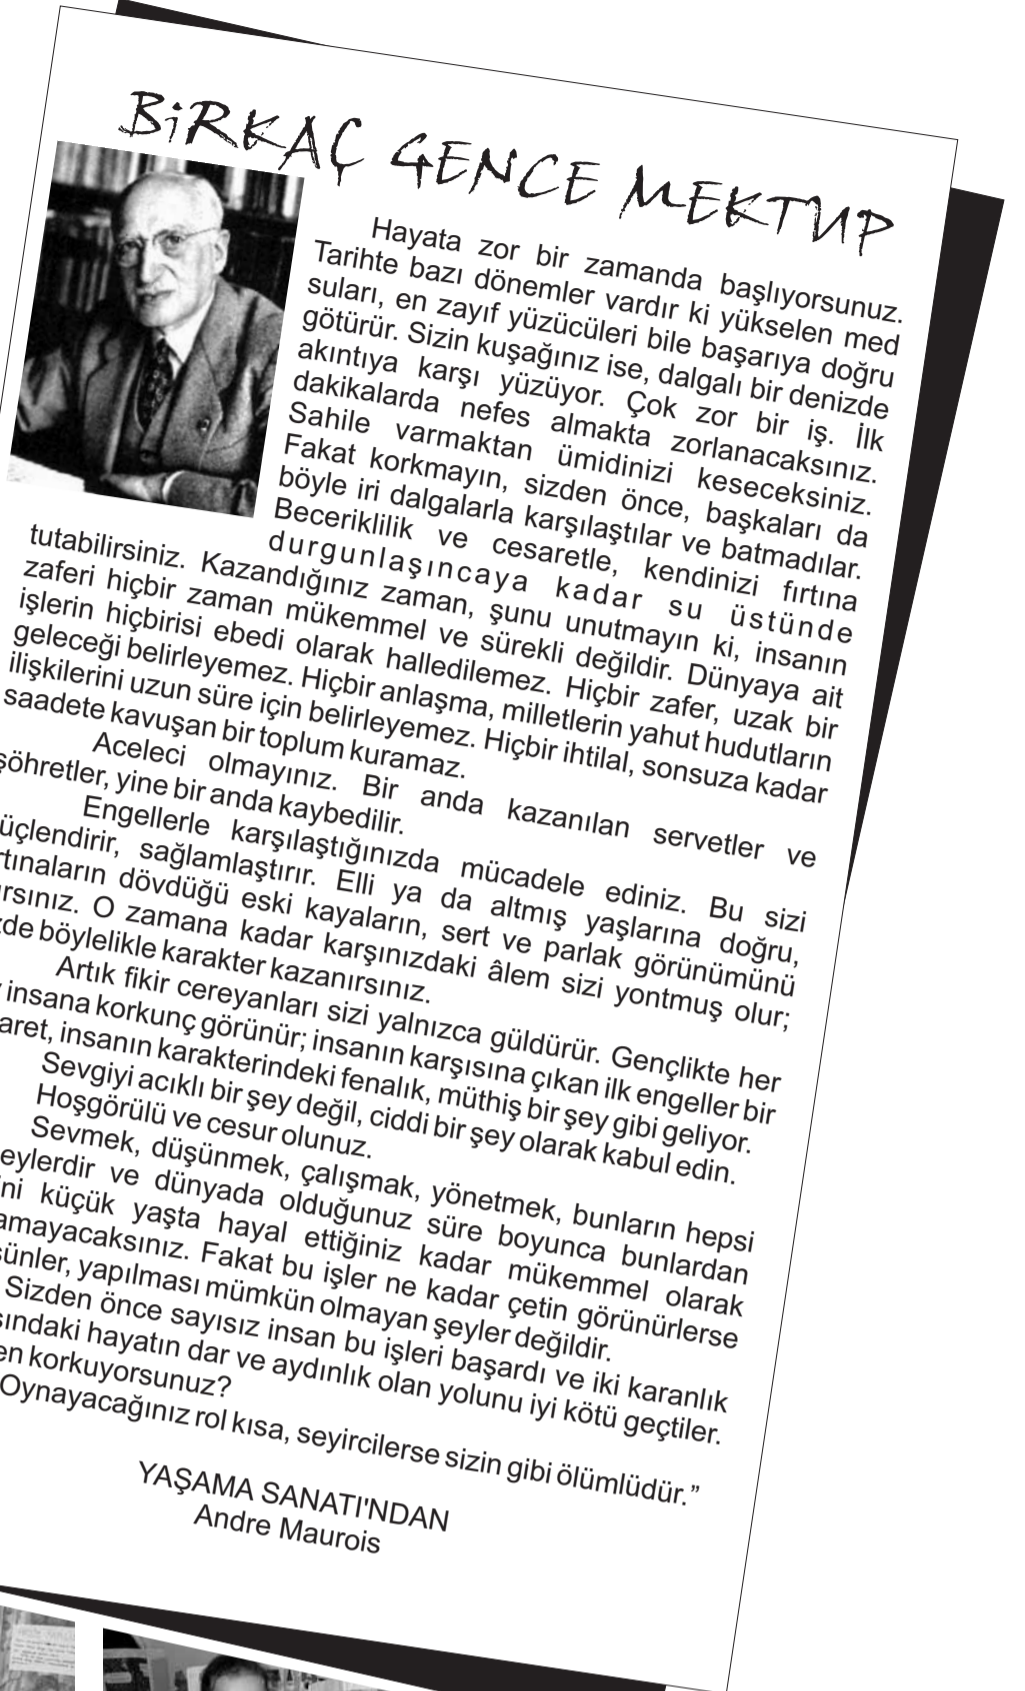 BİRKAÇ GENCE MEKTUP
Hayata zor bir zamanda başlıyorsunuz.
Tarihte bazı dönemler vardır ki yükselen med
suları, en zayıf yüzücüleri bile başarıya doğru
götürür. Sizin kuşağınız ise, dalgalı bir denizde
akıntıya karşı yüzüyor. Çok zor bir iş. İlk
dakikalarda nefes almakta zorlanacaksınız.
Sahile varmaktan ümidinizi keseceksiniz.
Fakat korkmayın, sizden önce, başkaları da
böyle iri dalgalarla karşılaştılar ve batmadılar.
Beceriklilik ve cesaretle, kendinizi fırtına
durgunlaşıncaya kadar su üstünde
tutabilirsiniz. Kazandığınız zaman, şunu unutmayın ki, insanın
zaferi hiçbir zaman mükemmel ve sürekli değildir. Dünyaya ait
işlerin hiçbirisi ebedi olarak halledilemez. Hiçbir zafer, uzak bir
geleceği belirleyemez. Hiçbir anlaşma, milletlerin yahut hudutların
ilişkilerini uzun süre için belirleyemez. Hiçbir ihtilal, sonsuza kadar
saadete kavuşan bir toplum kuramaz.
Aceleci olmayınız. Bir anda kazanılan servetler ve
şöhretler, yine bir anda kaybedilir.
Engellerle karşılaştığınızda mücadele ediniz. Bu sizi
üçlendirir, sağlamlaştırır. Elli ya da altmış yaşlarına doğru,
rtınaların dövdüğü eski kayaların, sert ve parlak görünümünü
ırsınız. O zamana kadar karşınızdaki âlem sizi yontmuş olur;
de böylelikle karakter kazanırsınız.
Artık fikir cereyanları sizi yalnızca güldürür. Gençlikte her
insana korkunç görünür; insanın karşısına çıkan ilk engeller bir
aret, insanın karakterindeki fenalık, müthiş bir şey gibi geliyor.
Sevgiyi acıklı bir şey değil, ciddi bir şey olarak kabul edin.
Hoşgörülü ve cesur olunuz.
Sevmek, düşünmek, çalışmak, yönetmek, bunların hepsi
eylerdir ve dünyada olduğunuz süre boyunca bunlardan
ni küçük yaşta hayal ettiğiniz kadar mükemmel olarak
amayacaksınız. Fakat bu işler ne kadar çetin görünürlerse
sünler, yapılması mümkün olmayan şeyler değildir.
Sizden önce sayısız insan bu işleri başardı ve iki karanlık
sındaki hayatın dar ve aydınlık olan yolunu iyi kötü geçtiler.
en korkuyorsunuz?
Oynayacağınız rol kısa, seyircilerse sizin gibi ölümlüdür.”
YAŞAMA SANATI'NDAN
Andre Maurois